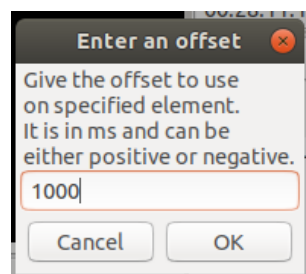 Enter an offset
Give the offset to use
on specified element.
It is in ms and can be
either positive or negative.
1000
Cancel
OK